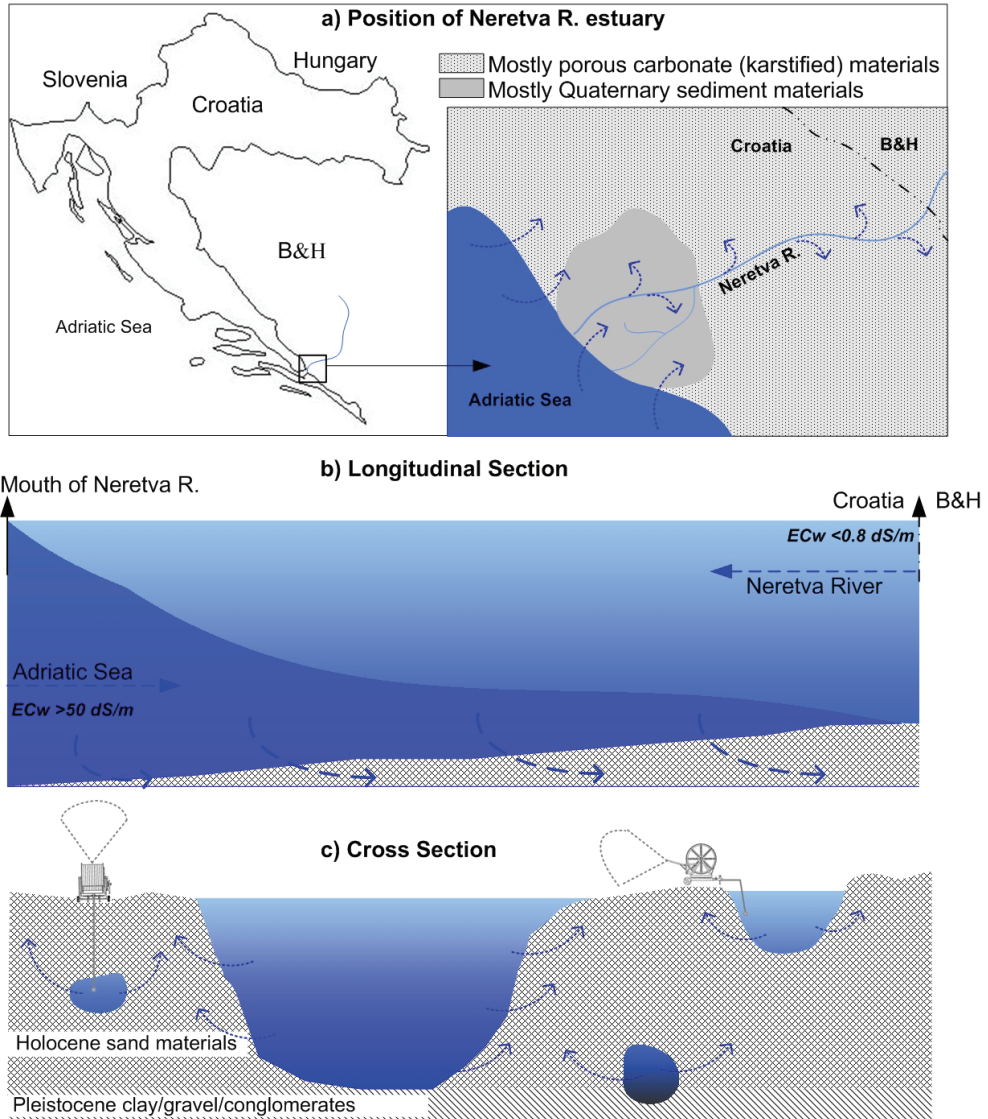 a) Position of Neretva R. estuary
Hungary
Slovenia
Croatia
Mostly porous carbonate (karstified) materials
Mostly Quaternary sediment materials
Croatia
B&H
B&H
Neretva R.
Adriatic Sea
Adriatic Sea
b) Longitudinal Section
Mouth of Neretva R.
Croatia
B&H
ECw <0.8 dS/m
Neretva River
Adriatic Sea
ECw >50 dS/m
c) Cross Section
Holocene sand materials
Pleistocene clay/gravel/conglomerates